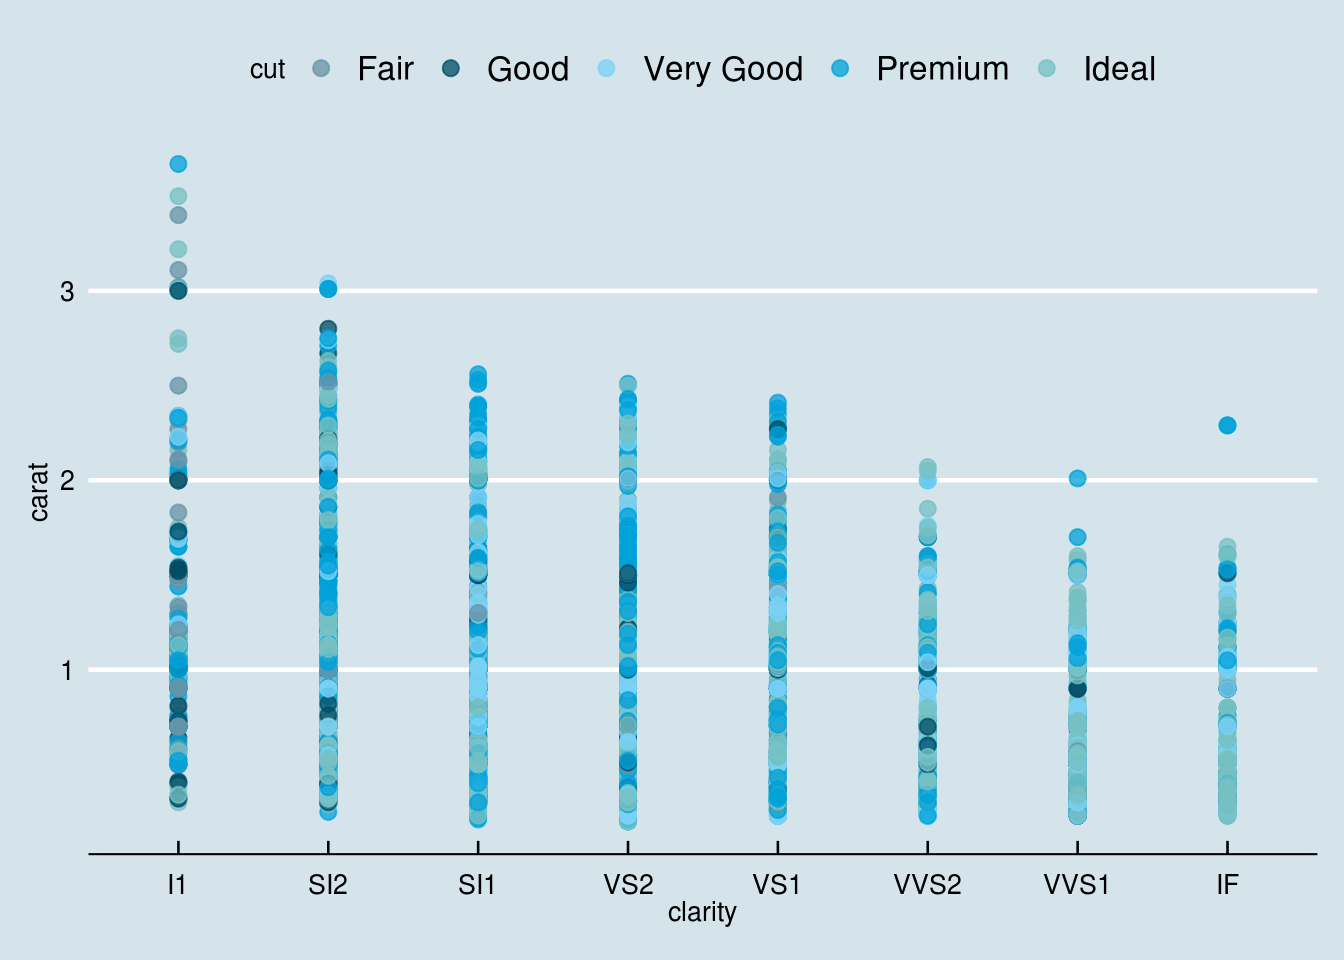 cut Fair Good Very Good Premium Ideal
3
2
1
carat
I1 SI2 SI1 VS2 VS1 VVS2 VVS1 IF
clarity